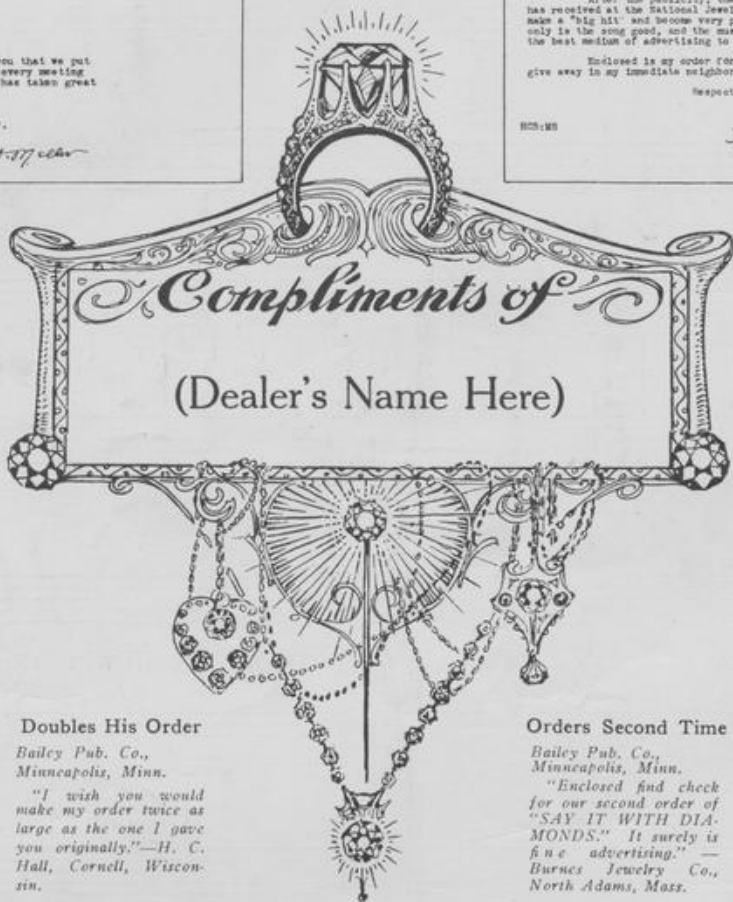 ou that we put
every meeting
has taken great
has received at the National Jewel
make a "big hit" and become very p
only is the song good, and the mus
the best medium of advertising to
Enclosed is my order for
give away in my immediate neighbor
Respect
Compliments of
(Dealer's Name Here)
Doubles His Order
Bailey Pub. Co.,
Minneapolis, Minn.
"I wish you would
make my order twice as
large as the one I gave
you originally."—H. C.
Hall, Cornell, Wiscon-
sin.
Orders Second Time
Bailey Pub. Co.,
Minneapolis, Minn.
"Enclosed find check
for our second order of
"SAY IT WITH DIA-
MONDS." It surely is
fine advertising." —
Burnes Jewelry Co.,
North Adams, Mass.